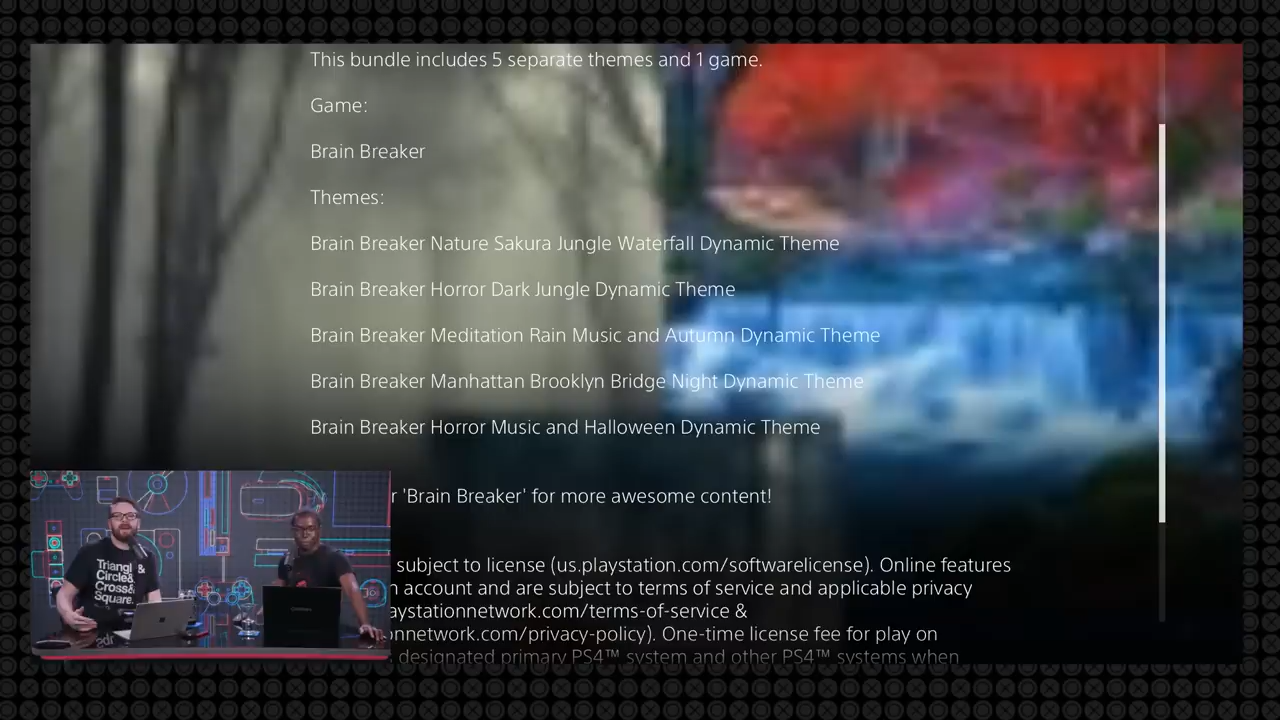 This bundle includes 5 separate themes and 1 game.
Game:
Brain Breaker
Themes:
Brain Breaker Nature Sakura Jungle Waterfall Dynamic Theme
Brain Breaker Horror Dark Jungle Dynamic Theme
Brain Breaker Meditation Rain Music and Autumn Dynamic Theme
Brain Breaker Manhattan Brooklyn Bridge Night Dynamic Theme
Brain Breaker Horror Music and Halloween Dynamic Theme
'Brain Breaker' for more awesome content!
subject to license (us.playstation.com/softwarelicense). Online features
account and are subject to terms of service and applicable privacy
aystationnetwork.com/terms-of-service &
onnetwork.com/privacy-policy). One-time license fee for play on
designated primary PS4™ system and other PS4™ systems when
Triangle&
Circle&
Cross&
Square.